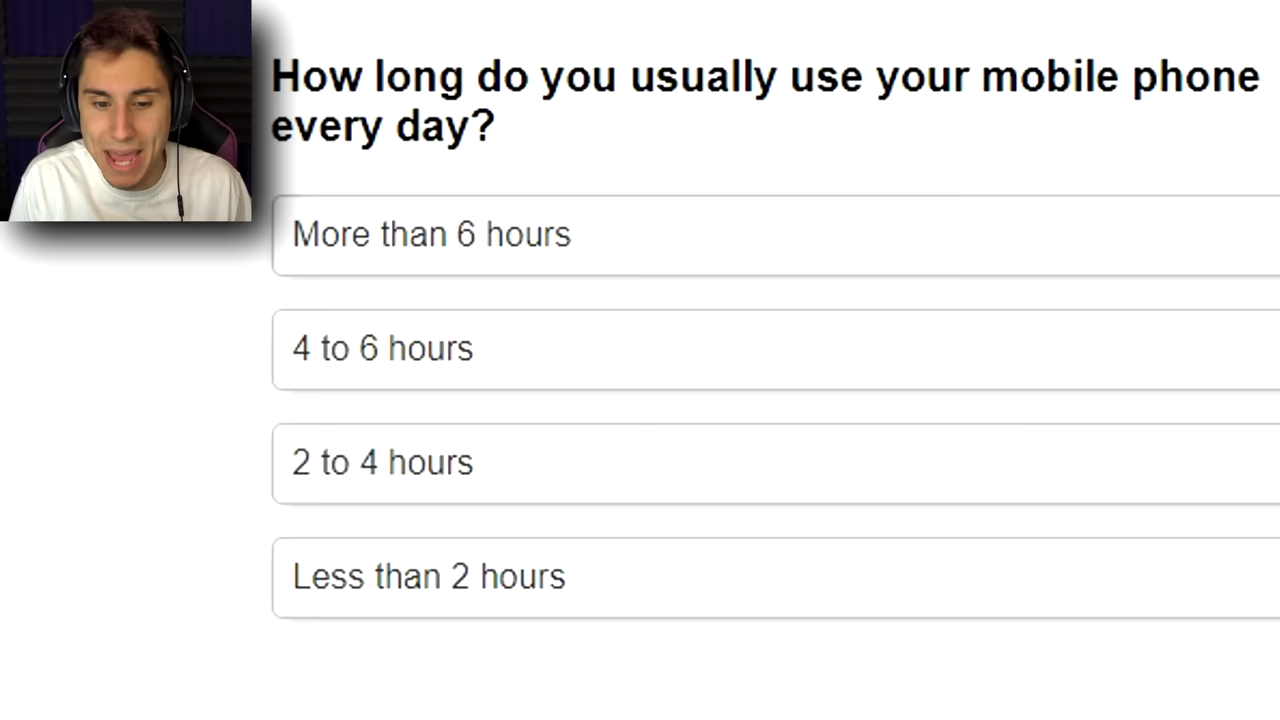 How long do you usually use your mobile phone
every day?
More than 6 hours
4 to 6 hours
2 to 4 hours
Less than 2 hours